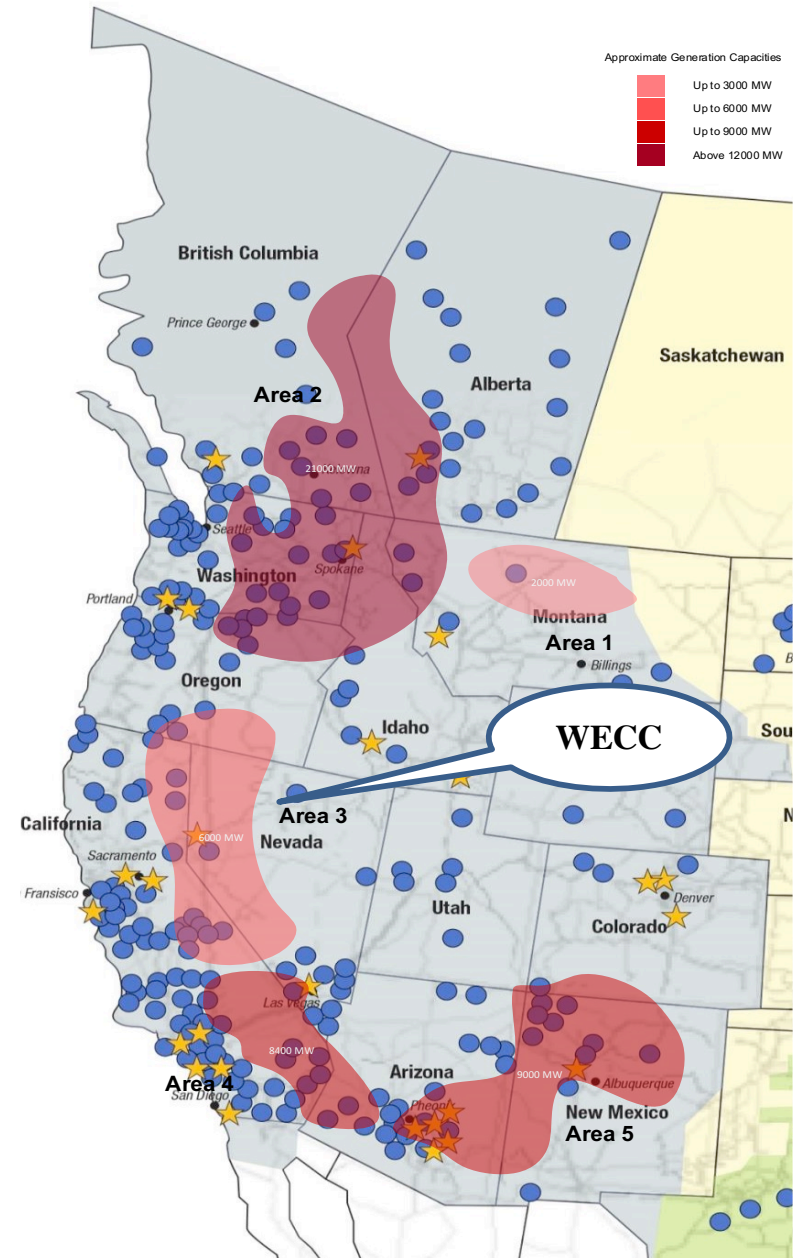 Approximate Generation Capacities
Up to 3000 MW
Up to 6000 MW
Up to 9000 MW
Above 12000 MW
British Columbia
Prince George
Saskatchewan
Alberta
Area 2
21000 MW
Seattle
Spokane
Washington
2000 MW
Portland
Montana
Area 1
Billings
B
Oregon
Idaho
Sou
WECC
Area 3
N
California
6000 MW
Nevada
Sacramento
Fransisco
Denver
Utah
Colorado
Las Vegas
8400 MW
Arizona
9000 MW
Area 4
Albuquerque
San Diego
Pheon
New Mexico
Area 5